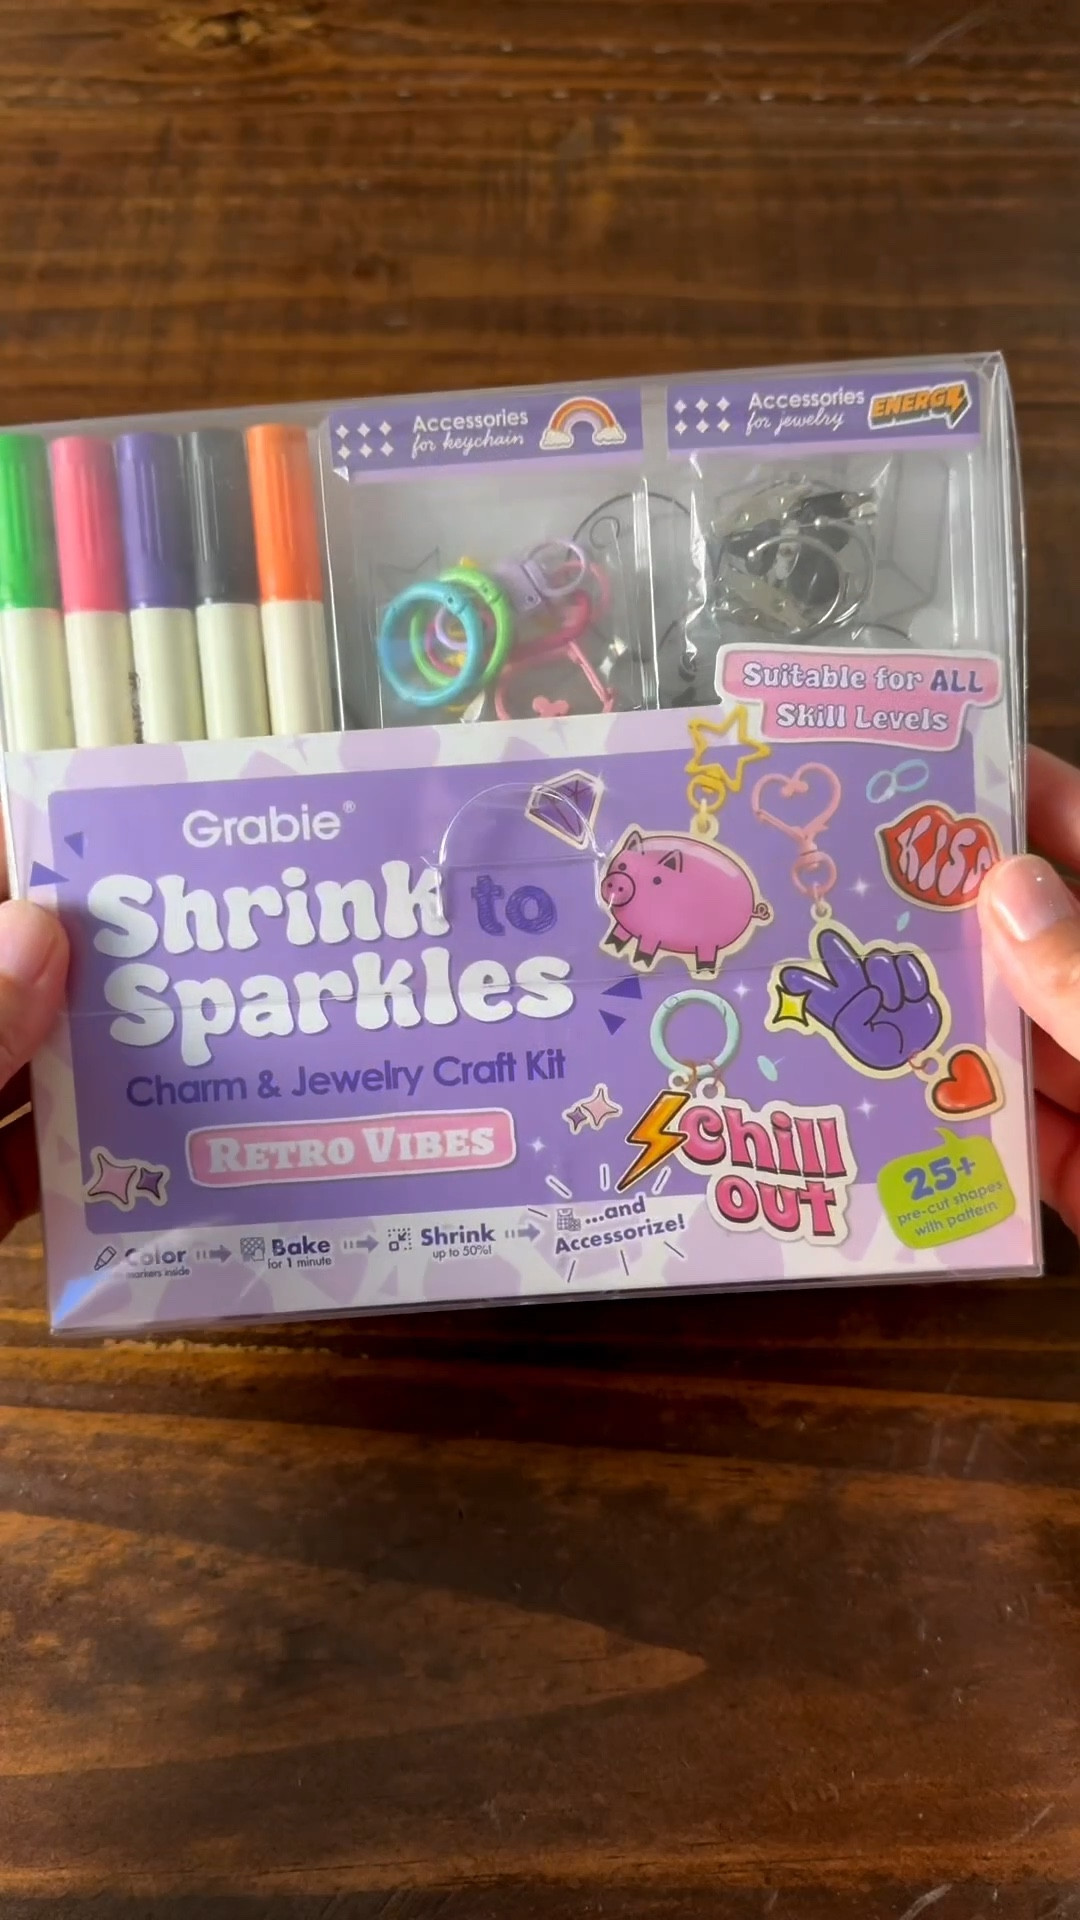 Accessories
for keychain
Accessories
for jewelry
ENERGY
Suitable for ALL
Skill Levels
Grabie®
Shrink to
Sparkles
Charm & Jewelry Craft Kit
RETRO VIBES
KISS
Chill
out
25+
pre-cut shapes
with pattern
Color
markers inside
Bake
for 1 minute
Shrink
up to 50%!
...and
Accessorize!